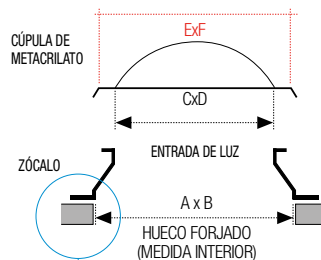 ExF
CÚPULA DE
METACRILATO
CxD
ENTRADA DE LUZ
ZÓCALO
A x B
HUECO FORJADO
(MEDIDA INTERIOR)